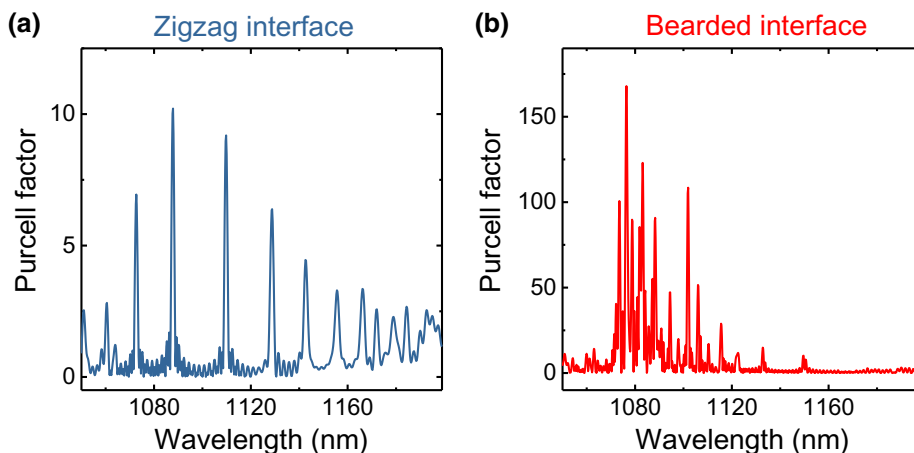 (a)
Zigzag interface
10
5
0
Purcell factor
1080
1120
1160
Wavelength (nm)
(b)
Bearded interface
150
100
50
0
Purcell factor
1080
1120
1160
Wavelength (nm)